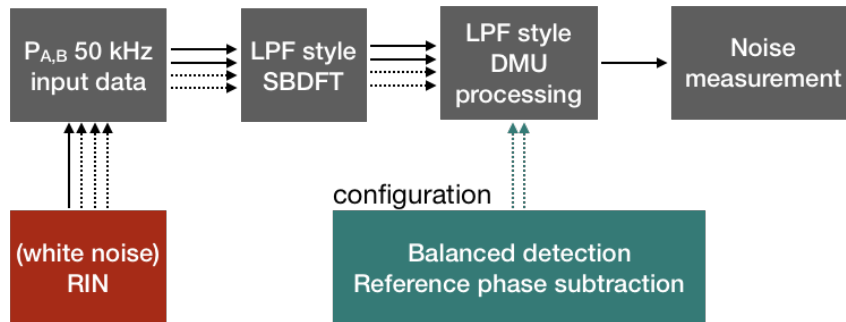 P_A,B 50 kHz
input data
LPF style
SBDFT
LPF style
DMU
processing
Noise
measurement
configuration
(white noise)
RIN
Balanced detection
Reference phase subtraction